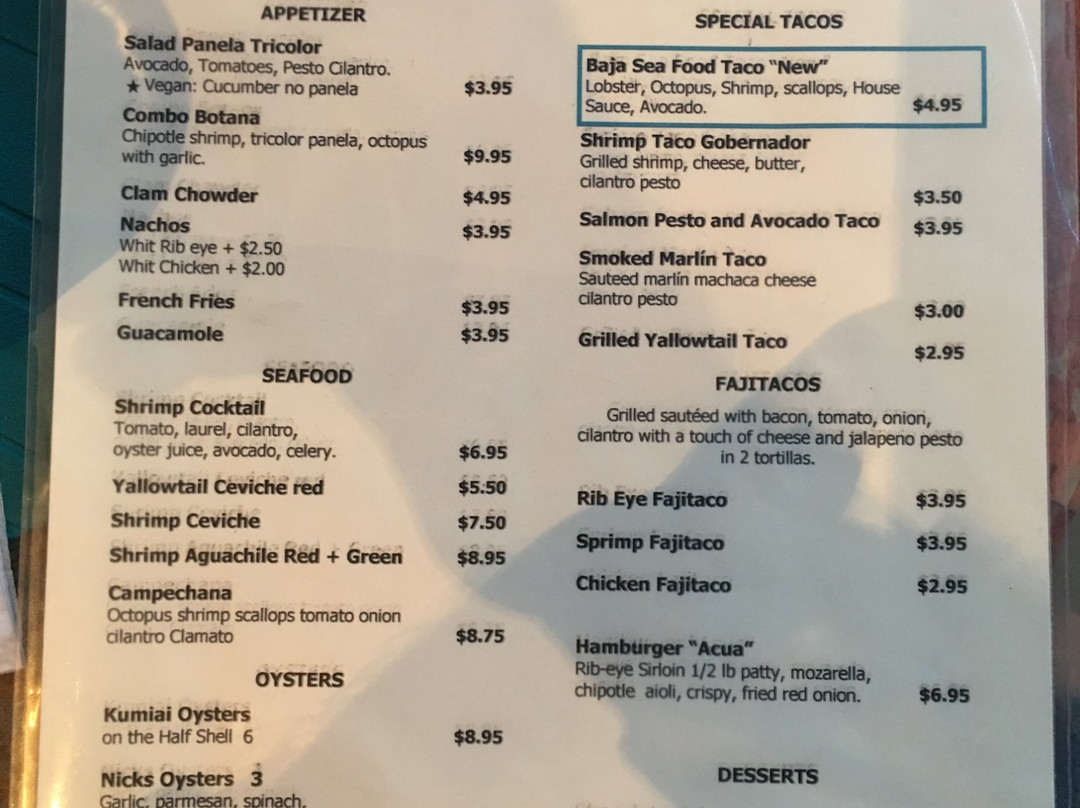 APPETIZER
Salad Panela Tricolor
Avocado, Tomatoes, Pesto Cilantro.
★ Vegan: Cucumber no panela $3.95
Combo Botana
Chipotle shrimp, tricolor panela, octopus
with garlic. $9.95
Clam Chowder $4.95
Nachos $3.95
Whit Rib eye + $2.50
Whit Chicken + $2.00
French Fries $3.95
Guacamole $3.95
SEAFOOD
Shrimp Cocktail
Tomato, laurel, cilantro,
oyster juice, avocado, celery. $6.95
Yallowtail Ceviche red $5.50
Shrimp Ceviche $7.50
Shrimp Aguachile Red + Green $8.95
Campechana
Octopus shrimp scallops tomato onion
cilantro Clamato $8.75
OYSTERS
Kumiai Oysters
on the Half Shell 6 $8.95
Nicks Oysters 3
Garlic, parmesan, spinach,
SPECIAL TACOS
Baja Sea Food Taco “New”
Lobster, Octopus, Shrimp, scallops, House
Sauce, Avocado. $4.95
Shrimp Taco Gobernador
Grilled shrimp, cheese, butter,
cilantro pesto $3.50
Salmon Pesto and Avocado Taco $3.95
Smoked Marlín Taco
Sauteed marlín machaca cheese
cilantro pesto $3.00
Grilled Yallowtail Taco $2.95
FAJITACOS
Grilled sautéed with bacon, tomato, onion,
cilantro with a touch of cheese and jalapeno pesto
in 2 tortillas.
Rib Eye Fajitaco $3.95
Sprimp Fajitaco $3.95
Chicken Fajitaco $2.95
Hamburger “Acua”
Rib-eye Sirloin 1/2 lb patty, mozarella,
chipotle aioli, crispy, fried red onion. $6.95
DESSERTS